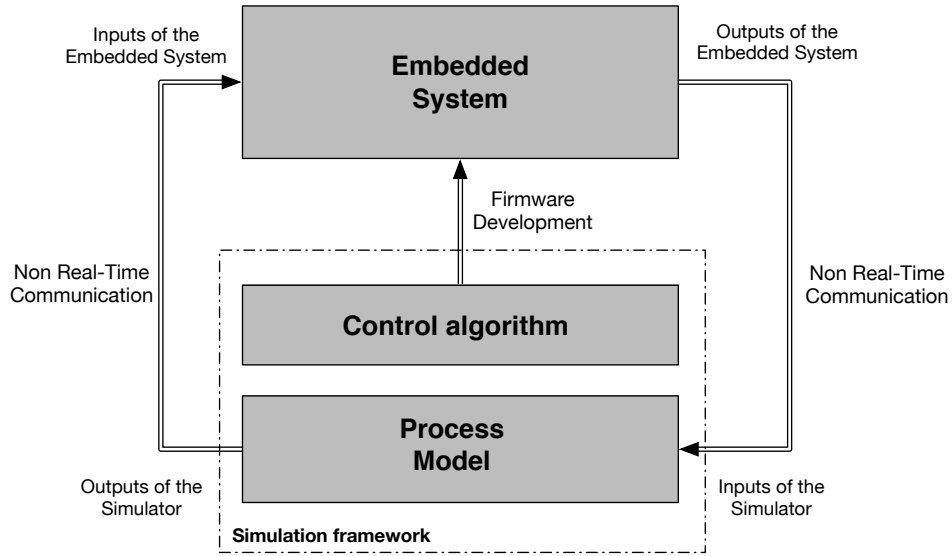 Inputs of the
Embedded System
Outputs of the
Embedded System
Embedded
System
Firmware
Development
Non Real-Time
Communication
Non Real-Time
Communication
Control algorithm
Process
Model
Outputs of the
Simulator
Inputs of the
Simulator
Simulation framework